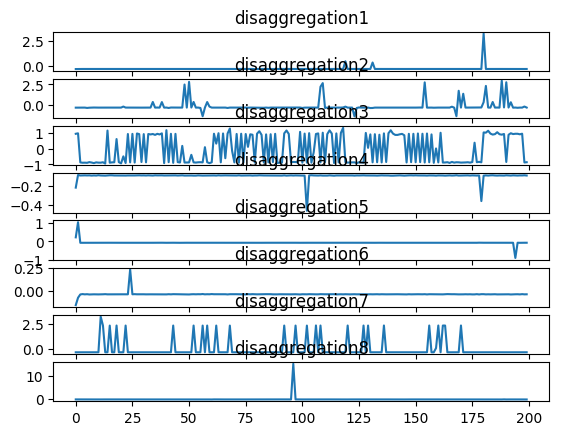 disaggregation1
2.5
0.0
disaggregation2
2.5
0.0
disaggregation3
1
0
−1
disaggregation4
−0.2
−0.4
disaggregation5
1
0
−1
disaggregation6
0.25
0.00
disaggregation7
2.5
0.0
disaggregation8
10
0
0 25 50 75 100 125 150 175 200